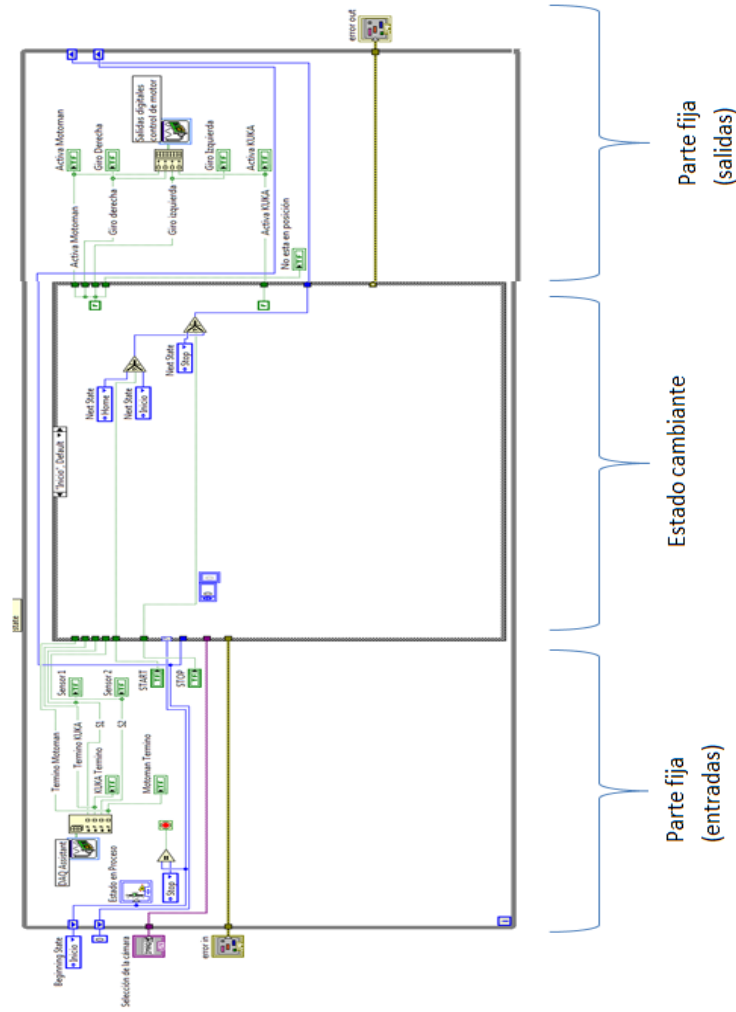 state
Beginning State
Inicio
Selección de la cámara
error in
DAQ Assistant
Estado en Proceso
Stop
Termino Motoman
Termino KUKA
S1
S2
KUKA Termino
Motoman Termino
Sensor 1
Sensor 2
START
STOP
i
"Inicio", Default
Next State
Home
Next State
Inicio
Next State
Stop
Activa Motoman
Giro derecha
Giro izquierda
Activa KUKA
No esta en posición
Activa Motoman
Giro Derecha
Salidas digitales
control de motor
Giro Izquierda
Activa KUKA
error out
Parte fija
(entradas)
Estado cambiante
Parte fija
(salidas)